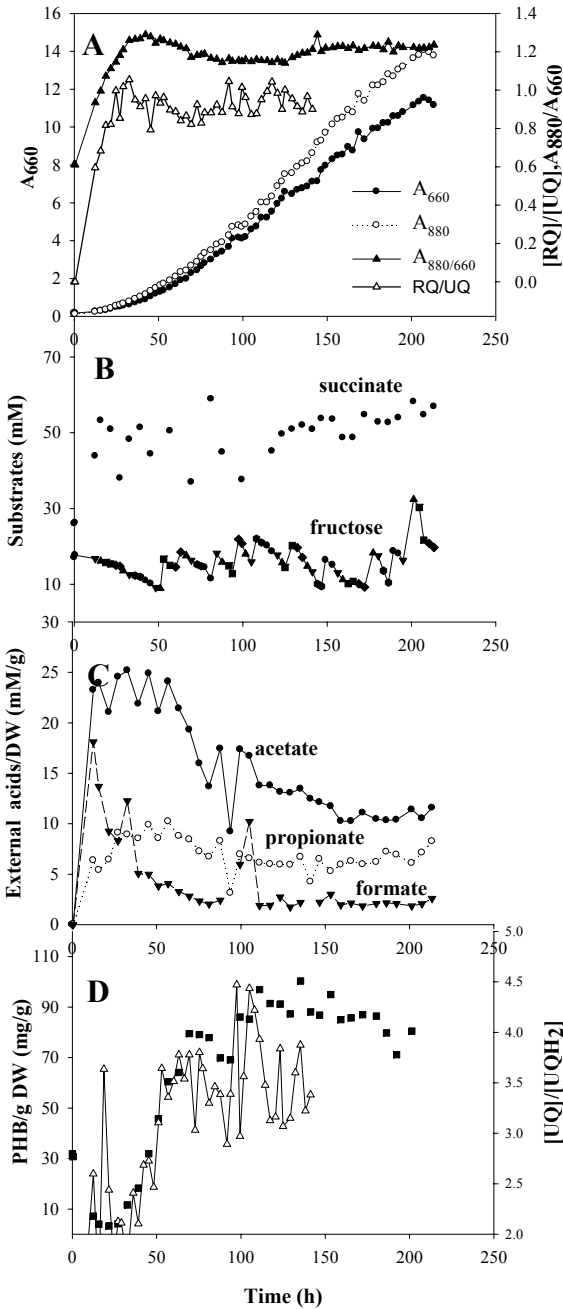 A
16
14
12
10
8
6
4
2
0
A660
1.4
1.2
1.0
0.8
0.6
0.4
0.2
0.0
[RQ]/[UQ],A880/A660
A660
A880
A880/660
RQ/UQ
0 50 100 150 200 250
B
70
50
30
10
30
Substrates (mM)
succinate
fructose
0 50 100 150 200 250
C
25
20
15
10
5
0
External acids/DW (mM/g)
acetate
propionate
formate
0 50 100 150 200 250
D
110
90
70
50
30
10
PHB/g DW (mg/g)
5.0
4.5
4.0
3.5
3.0
2.5
2.0
[UQ]/[UQH2]
0 50 100 150 200 250
Time (h)